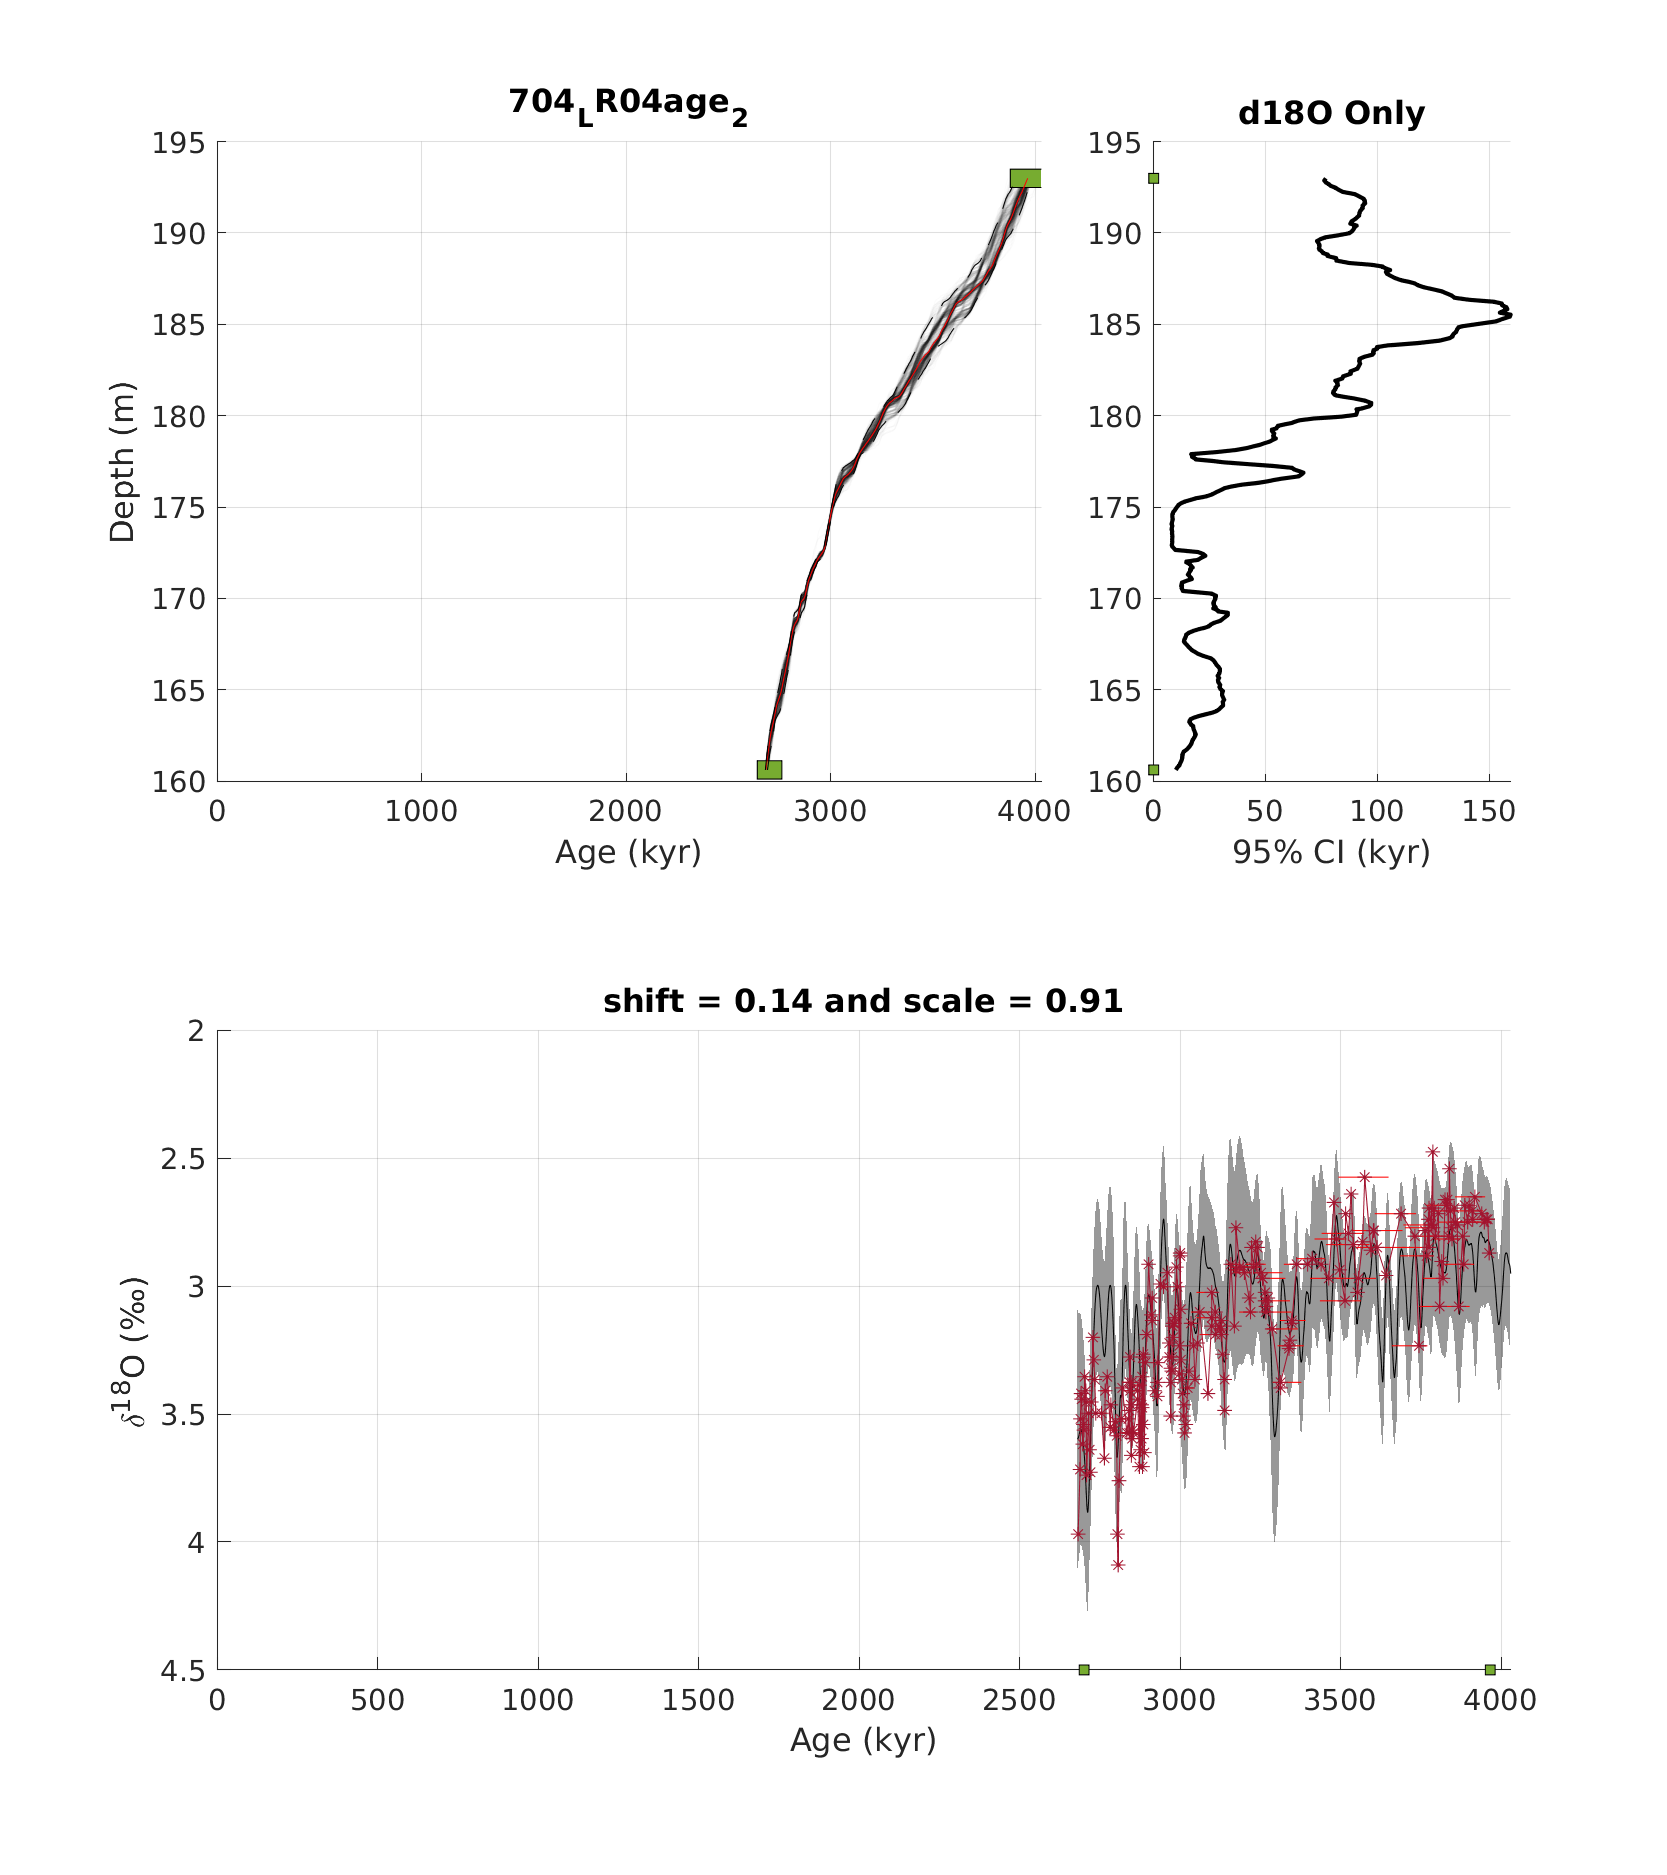 704LR04age2
d18O Only
195
190
185
180
175
170
165
160
Depth (m)
0 1000 2000 3000 4000
Age (kyr)
195
190
185
180
175
170
165
160
0 50 100 150
95% CI (kyr)
shift = 0.14 and scale = 0.91
2
2.5
3
3.5
4
4.5
δ18O (‰)
0 500 1000 1500 2000 2500 3000 3500 4000
Age (kyr)